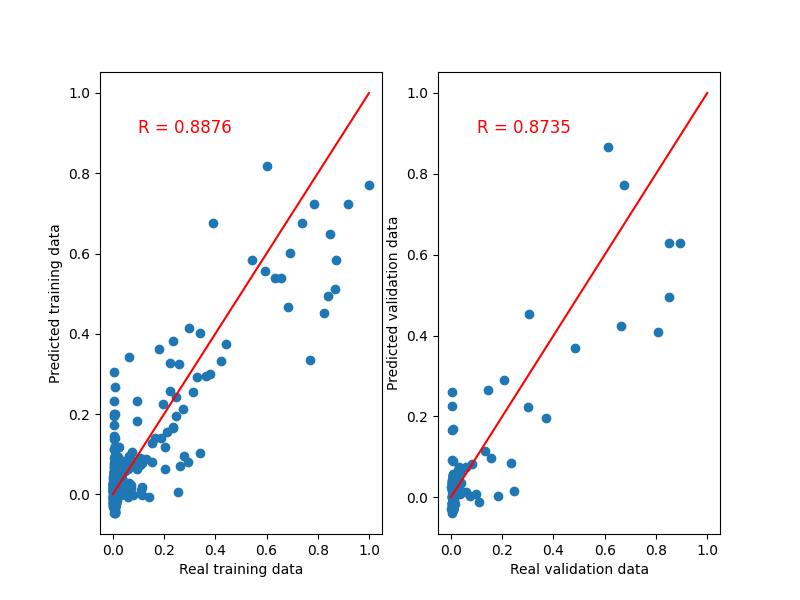 R = 0.8876
1.0
0.8
0.6
0.4
0.2
0.0
Predicted training data
0.0 0.2 0.4 0.6 0.8 1.0
Real training data
R = 0.8735
1.0
0.8
0.6
0.4
0.2
0.0
Predicted validation data
0.0 0.2 0.4 0.6 0.8 1.0
Real validation data